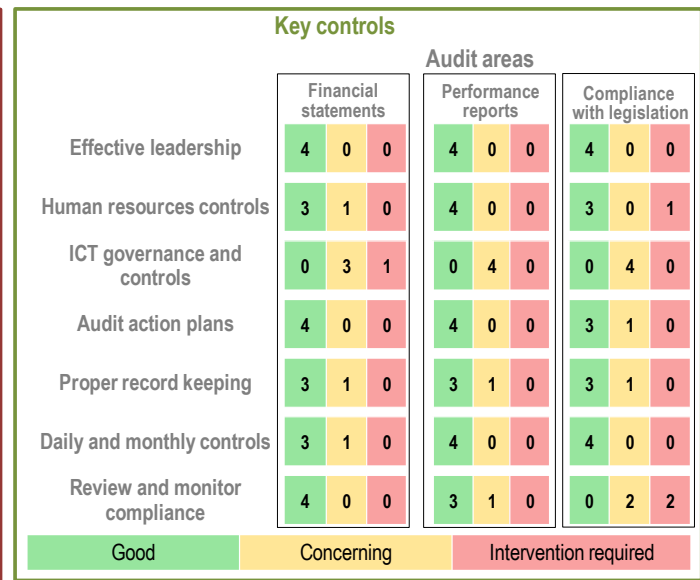 Key controls
Audit areas
Financial statements
Performance reports
Compliance with legislation
Effective leadership 4 0 0 4 0 0 4 0 0
Human resources controls 3 1 0 4 0 0 3 0 1
ICT governance and controls 0 3 1 0 4 0 0 4 0
Audit action plans 4 0 0 4 0 0 3 1 0
Proper record keeping 3 1 0 3 1 0 3 1 0
Daily and monthly controls 3 1 0 4 0 0 4 0 0
Review and monitor compliance 4 0 0 3 1 0 0 2 2
Good Concerning Intervention required